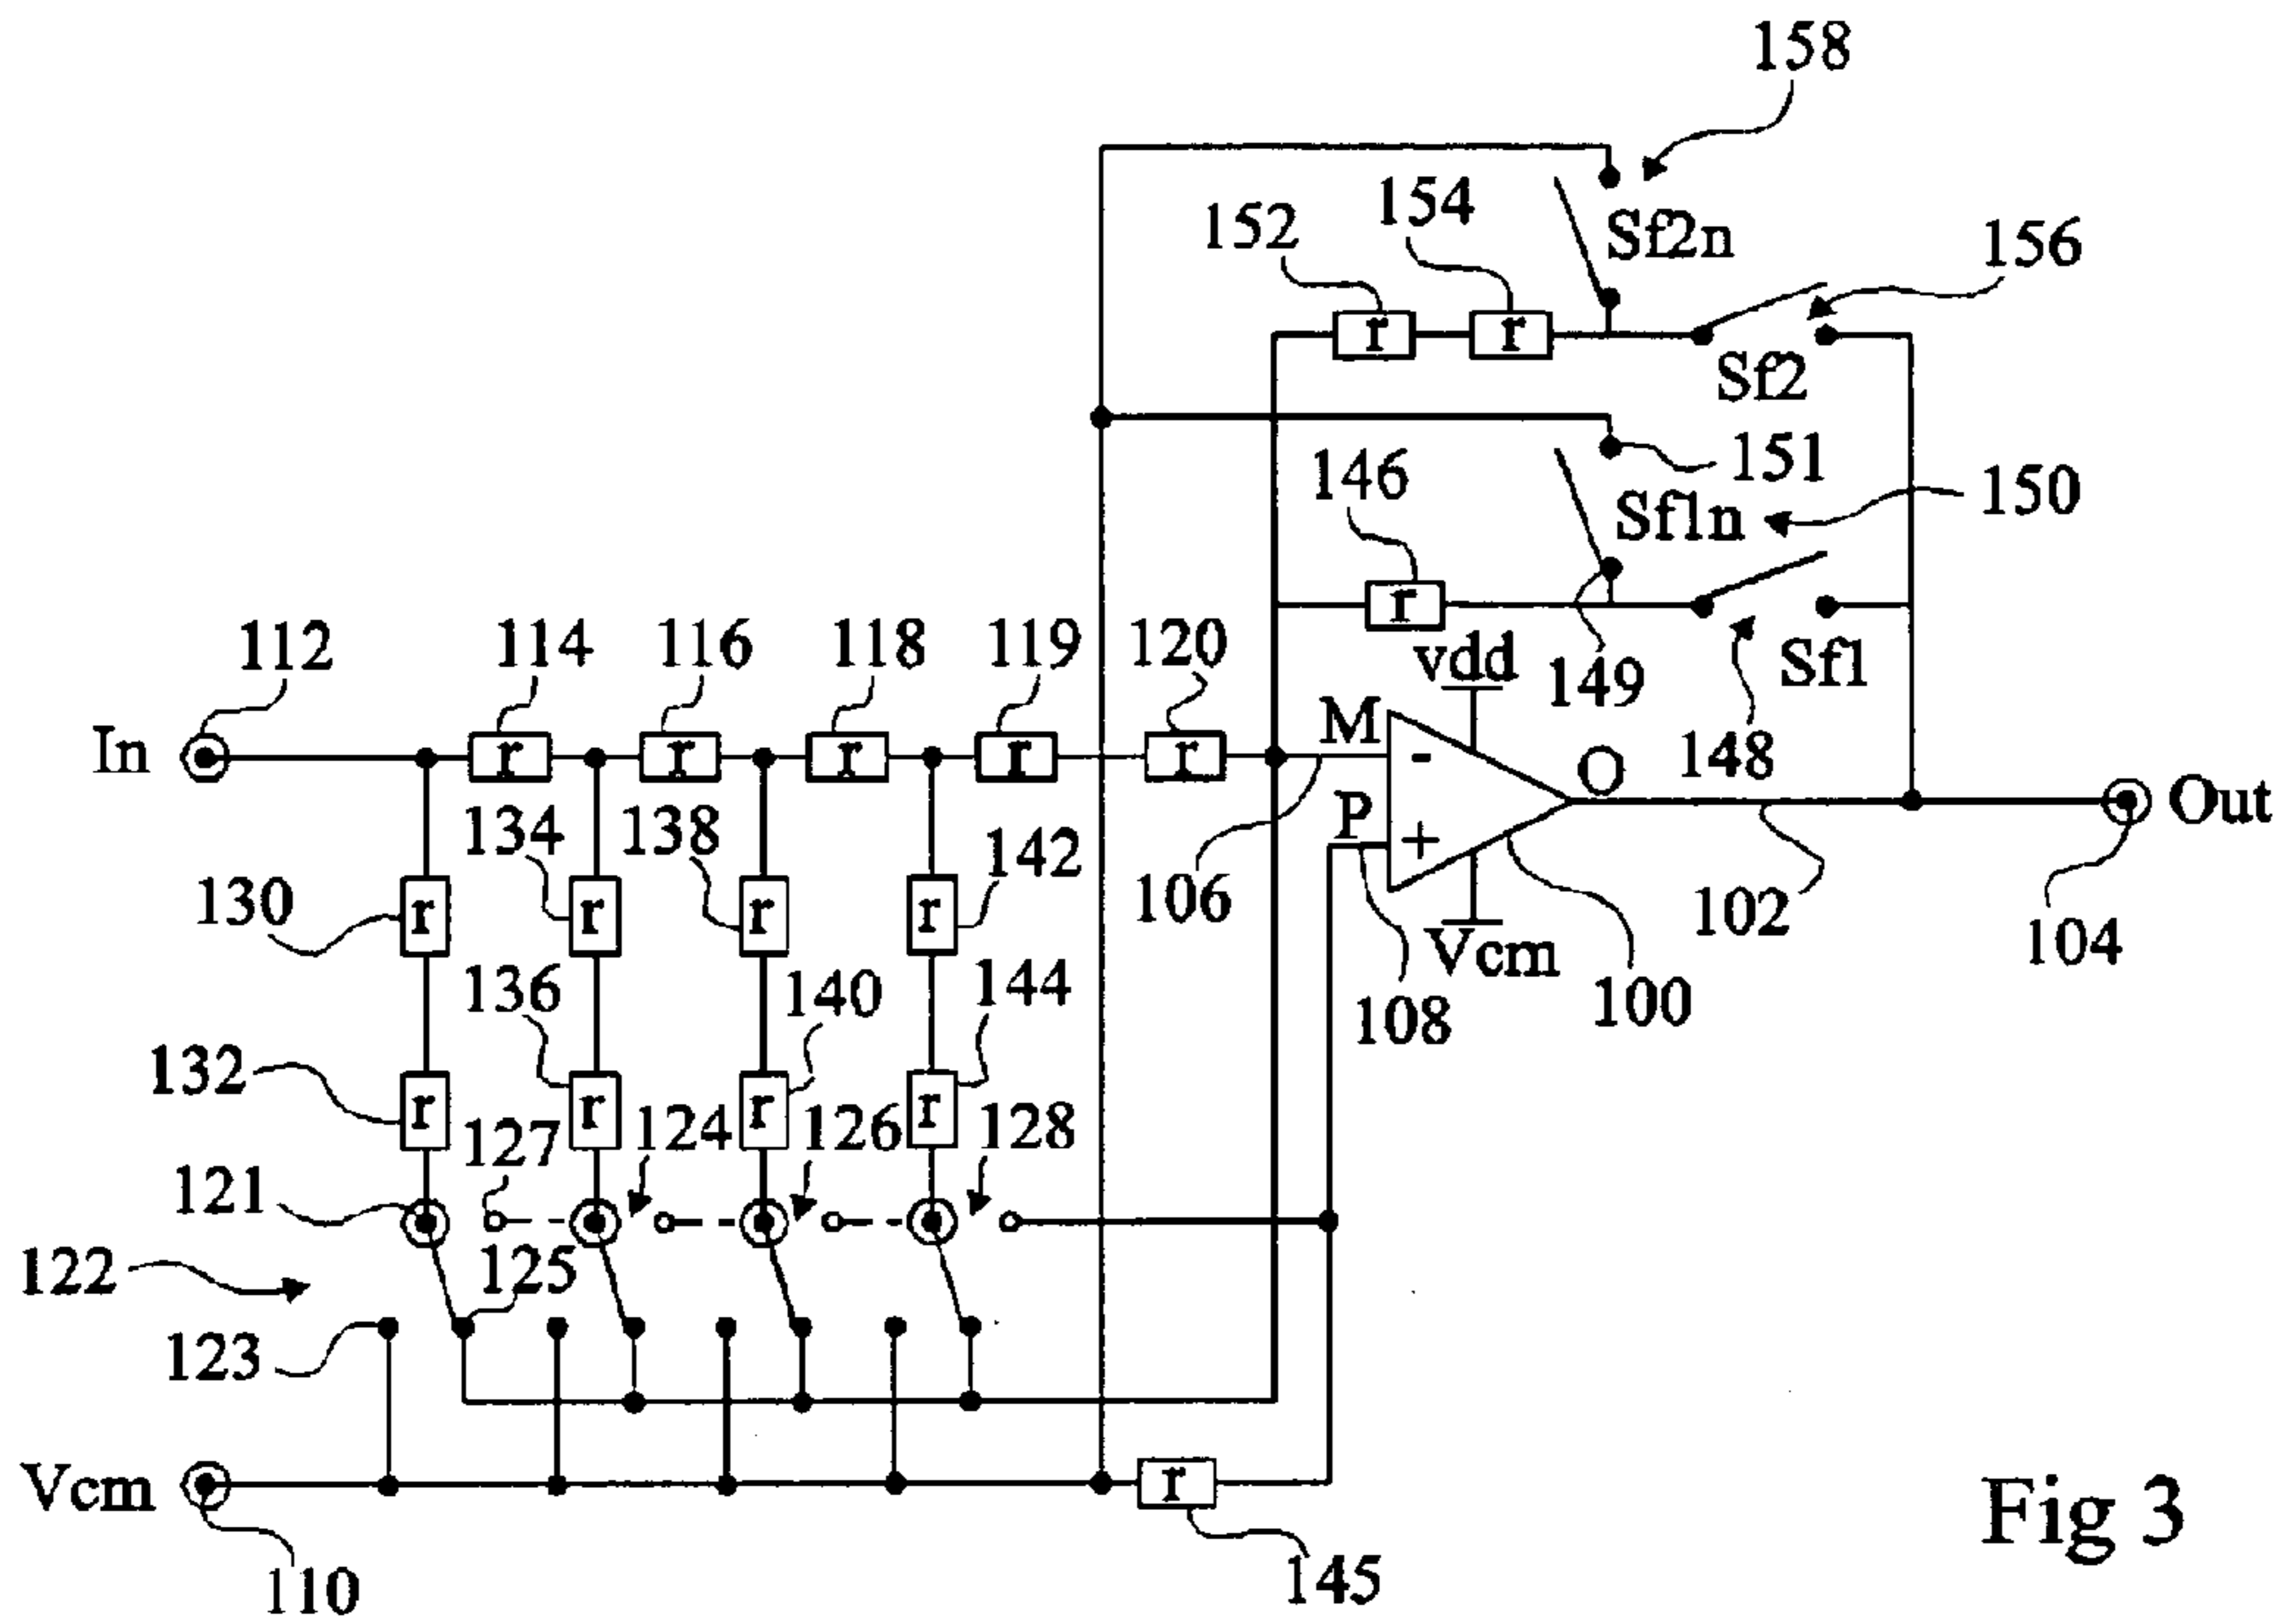 158
152
154
Sf2n
156
Sf2
151
146
Sf1n
150
r r
r
112
114
116
118
119
120
vdd
149
Sf1
148
In
r r r r r
M
-
O
Out
134
138
142
P
+
130
r r r r
106
102
104
Vcm
100
108
136
140
144
132
r r r r
127
124
126
128
121
125
122
123
Vcm
r
110
145
Fig 3